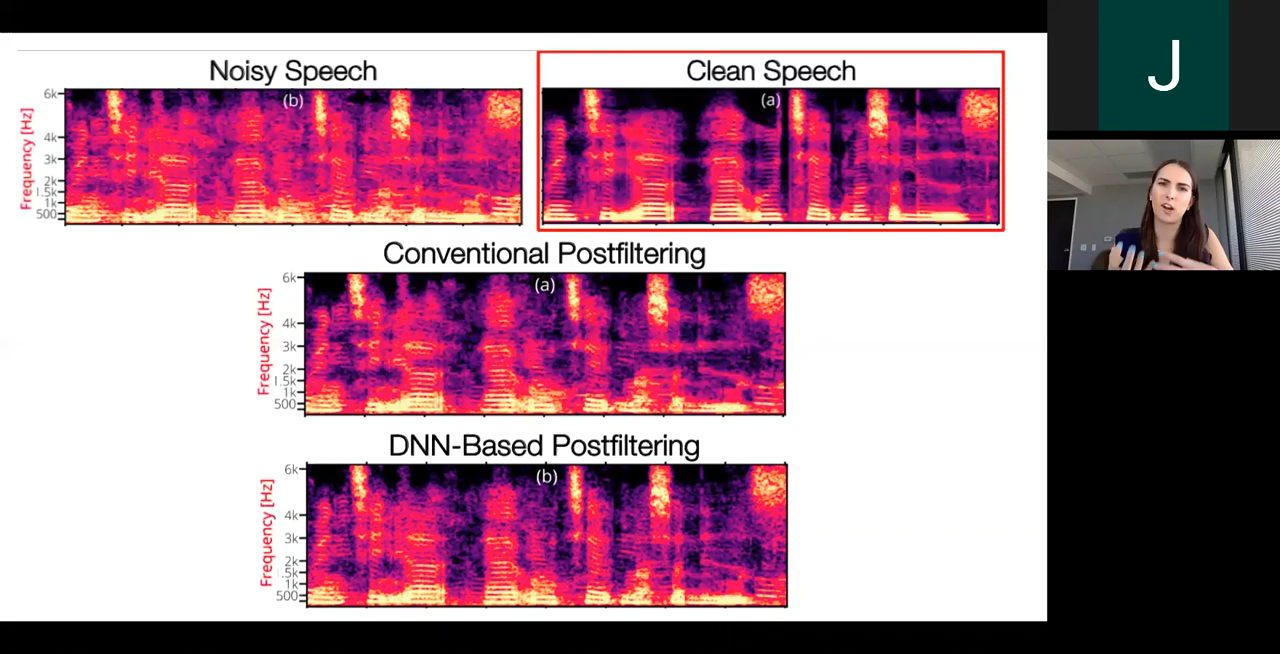 Noisy Speech
(b)
Frequency [Hz]
6k
4k
3k
2k
1.5k
1k
500
Clean Speech
(a)
Conventional Postfiltering
(a)
Frequency [Hz]
6k
4k
3k
2k
1.5k
1k
500
DNN-Based Postfiltering
(b)
Frequency [Hz]
6k
4k
3k
2k
.5k
1k
500
J